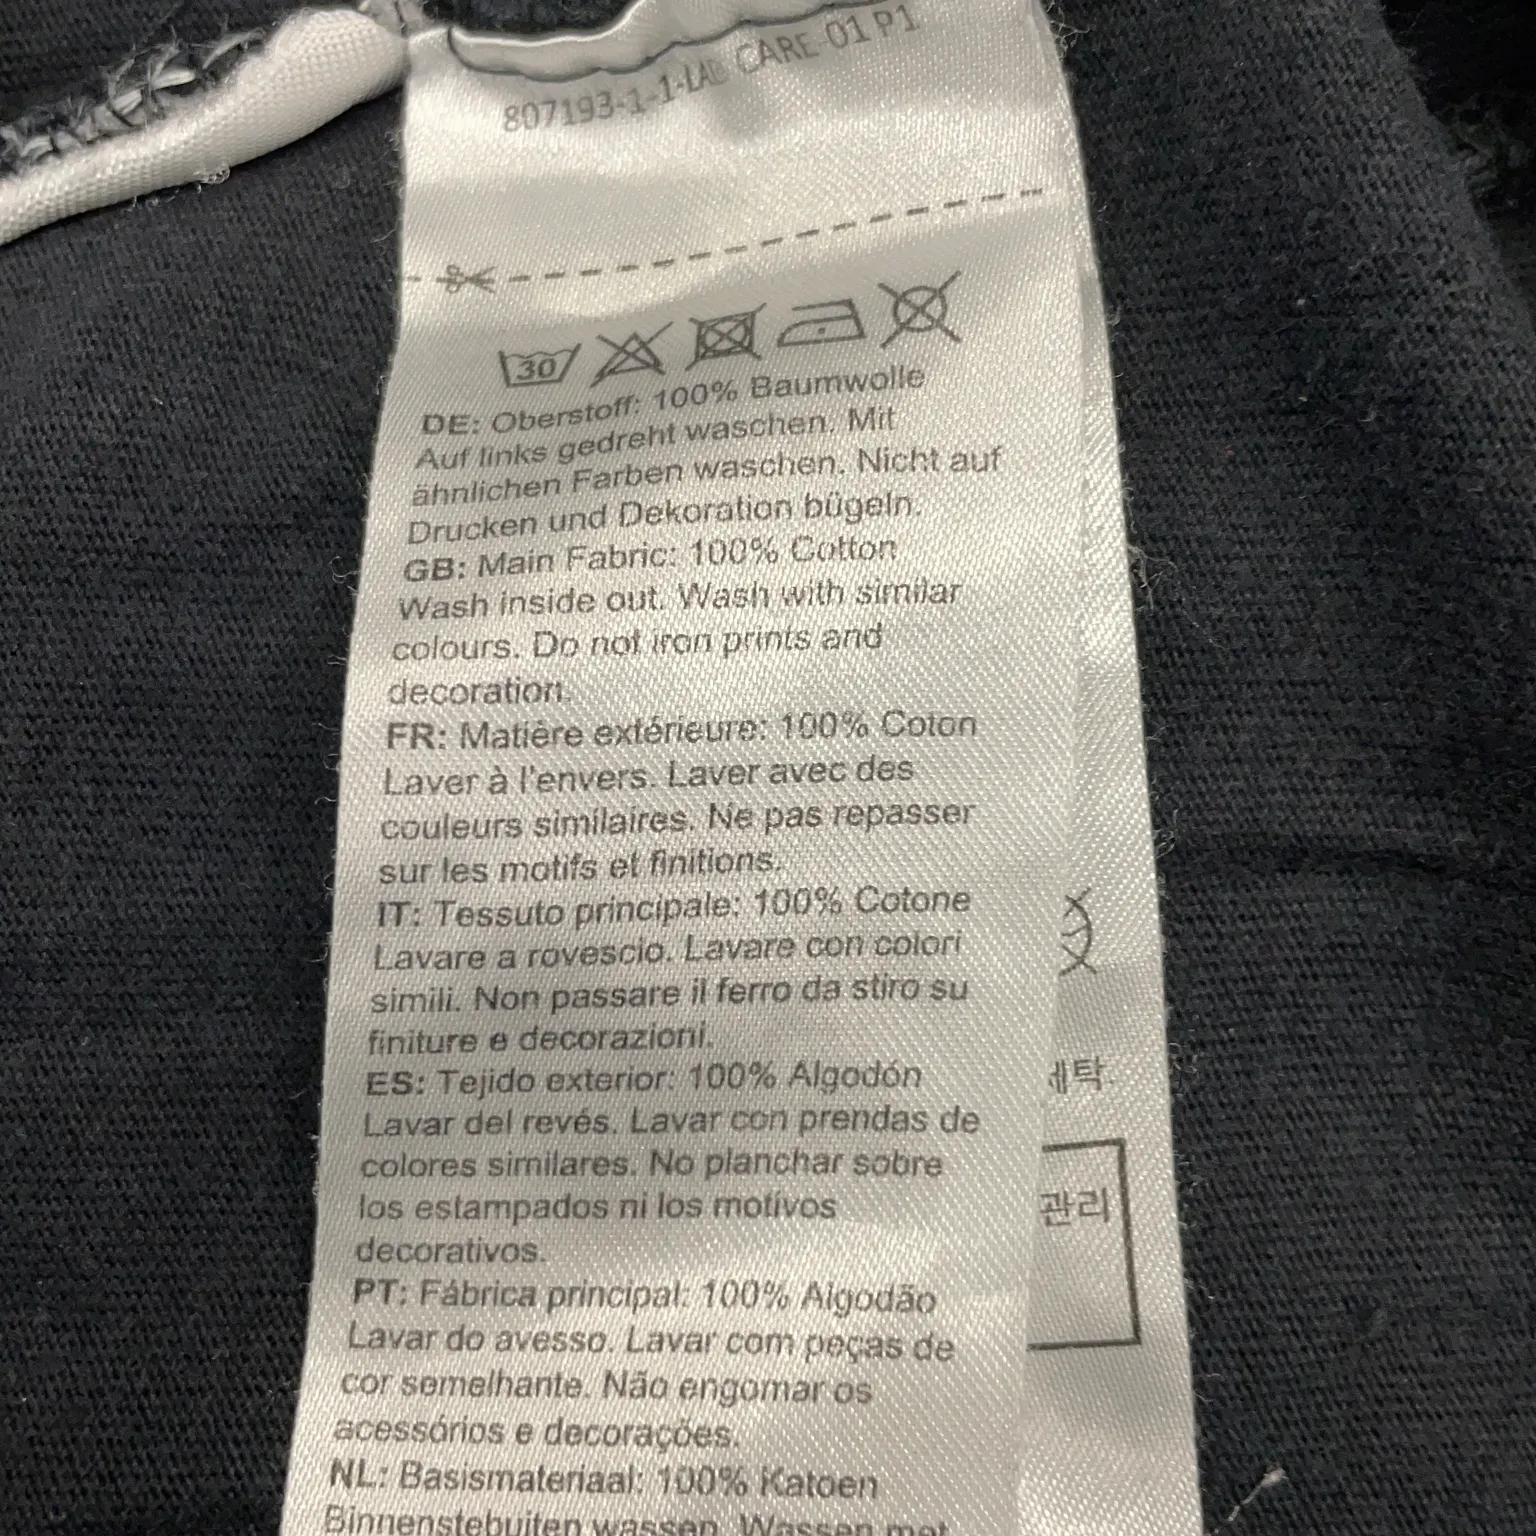 807193-1-1-LAB CARE 01 P1
30
DE: Oberstoff: 100% Baumwolle
Auf links gedreht waschen. Mit
ähnlichen Farben waschen. Nicht auf
Drucken und Dekoration bügeln.
GB: Main Fabric: 100% Cotton
Wash inside out. Wash with similar
colours. Do not iron prints and
decoration.
FR: Matière extérieure: 100% Coton
Laver à l'envers. Laver avec des
couleurs similaires. Ne pas repasser
sur les motifs et finitions.
IT: Tessuto principale: 100% Cotone
Lavare a rovescio. Lavare con colori
simili. Non passare il ferro da stiro su
finiture e decorazioni.
ES: Tejido exterior: 100% Algodón
Lavar del revés. Lavar con prendas de
colores similares. No planchar sobre
los estampados ni los motivos
decorativos.
PT: Fábrica principal: 100% Algodão
Lavar do avesso. Lavar com peças de
cor semelhante. Não engomar os
acessórios e decorações.
NL: Basismateriaal: 100% Katoen
Binnenstebuiten wassen. Wassen met
세탁.
관리